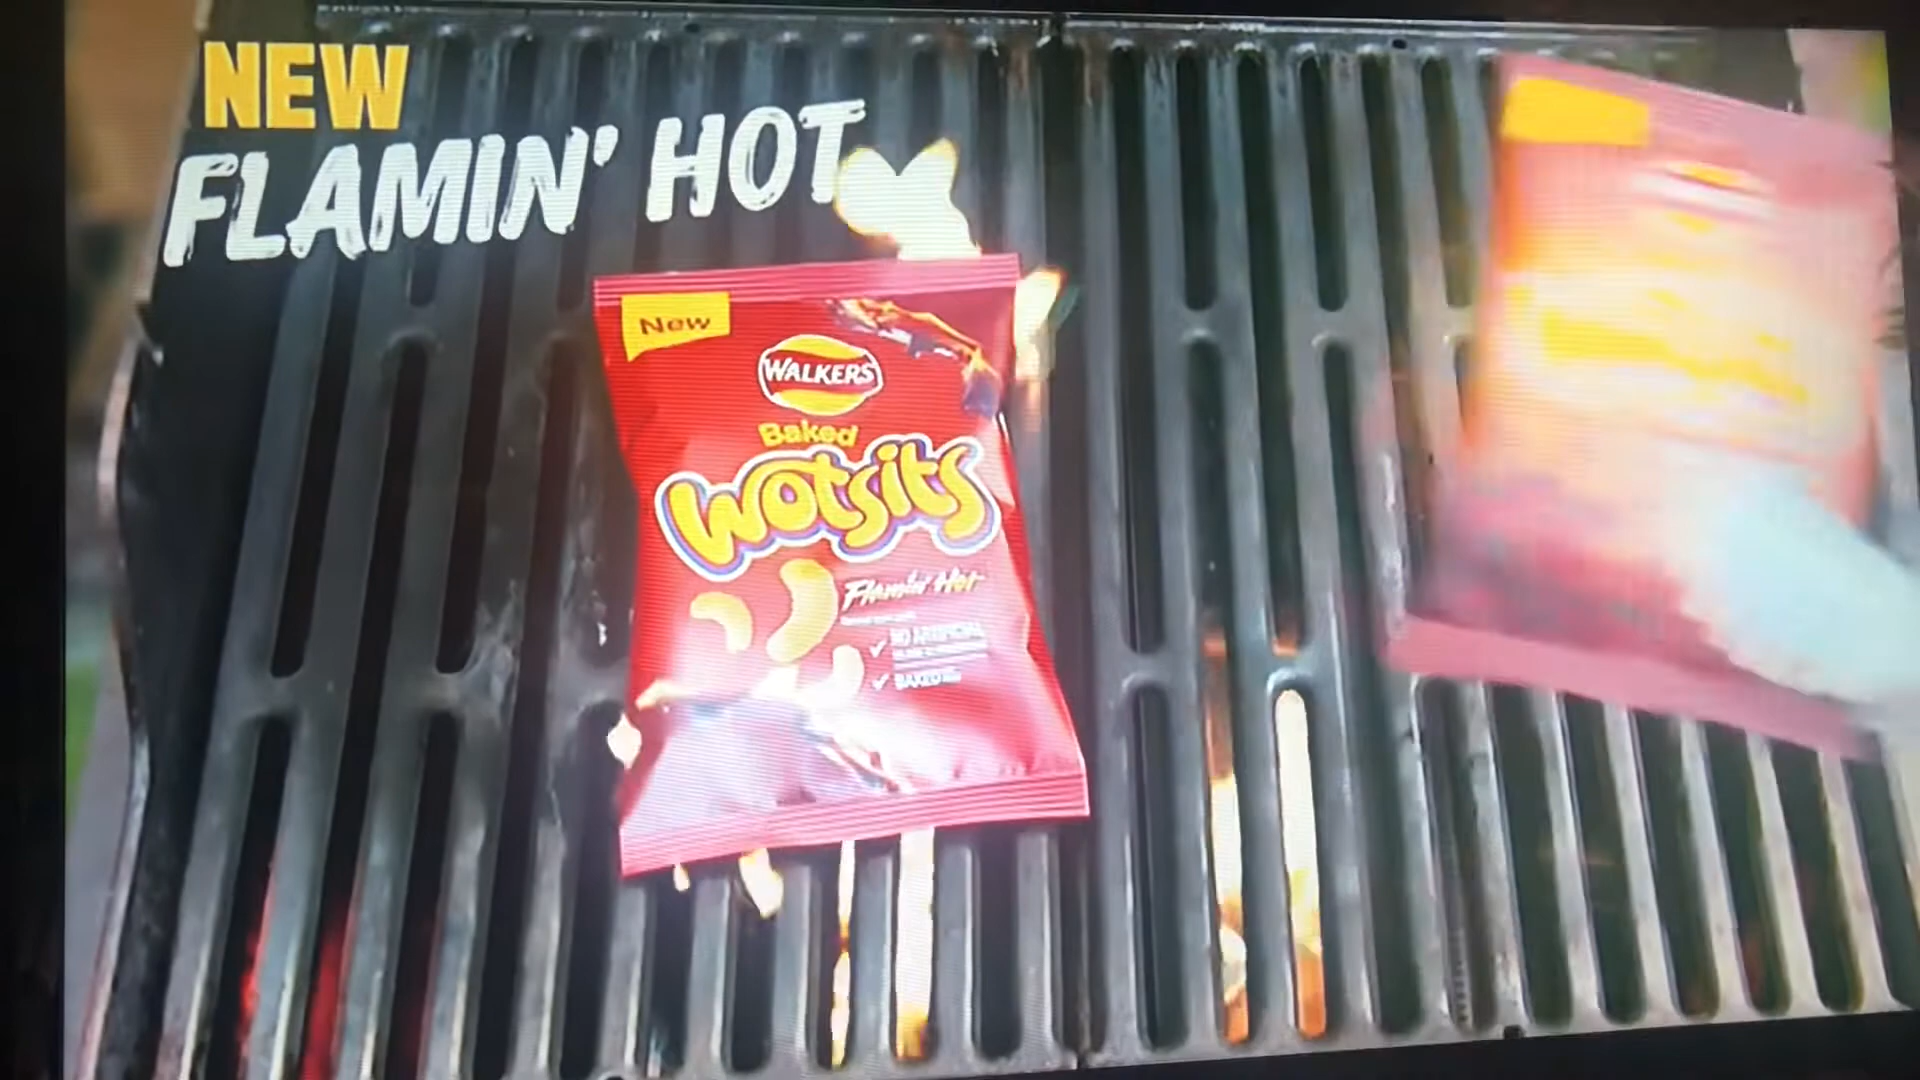 NEW
FLAMIN' HOT
New
WALKERS
Baked
Wotsits
Flamin' Hot
NO ARTIFICIAL
BAKED